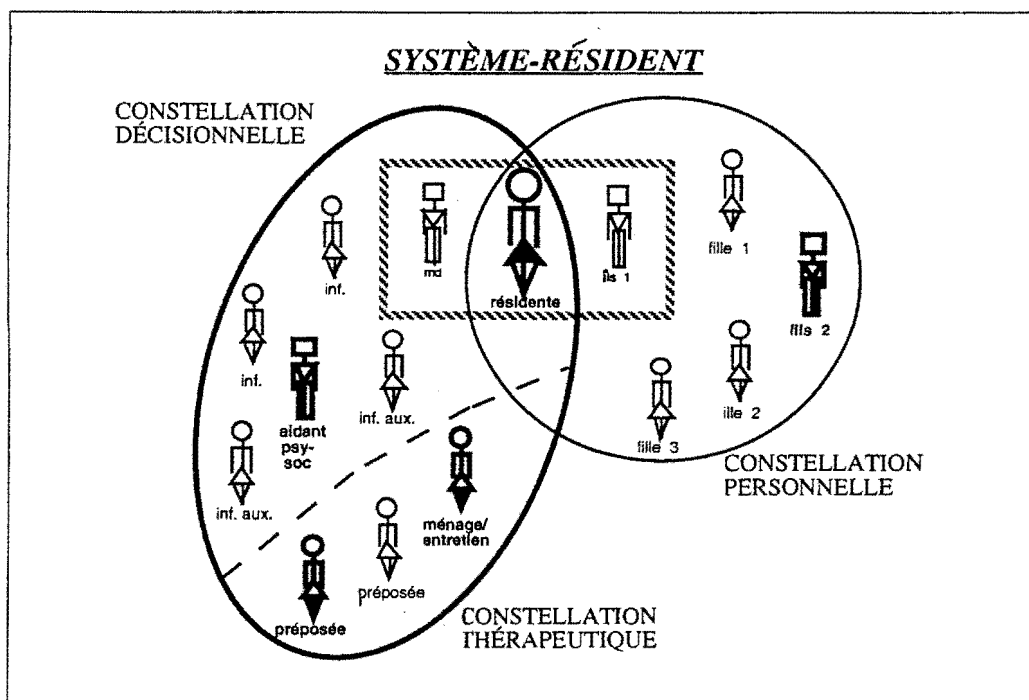 SYSTÈME-RÉSIDENT
CONSTELLATION
DÉCISIONNELLE
inf.
md
résidente
fils 1
fille 1
fils 2
inf.
aidant
psy-
soc
inf. aux.
fille 3
ille 2
CONSTELLATION
PERSONNELLE
inf. aux.
ménage/
entretien
préposée
préposée
CONSTELLATION
THÉRAPEUTIQUE